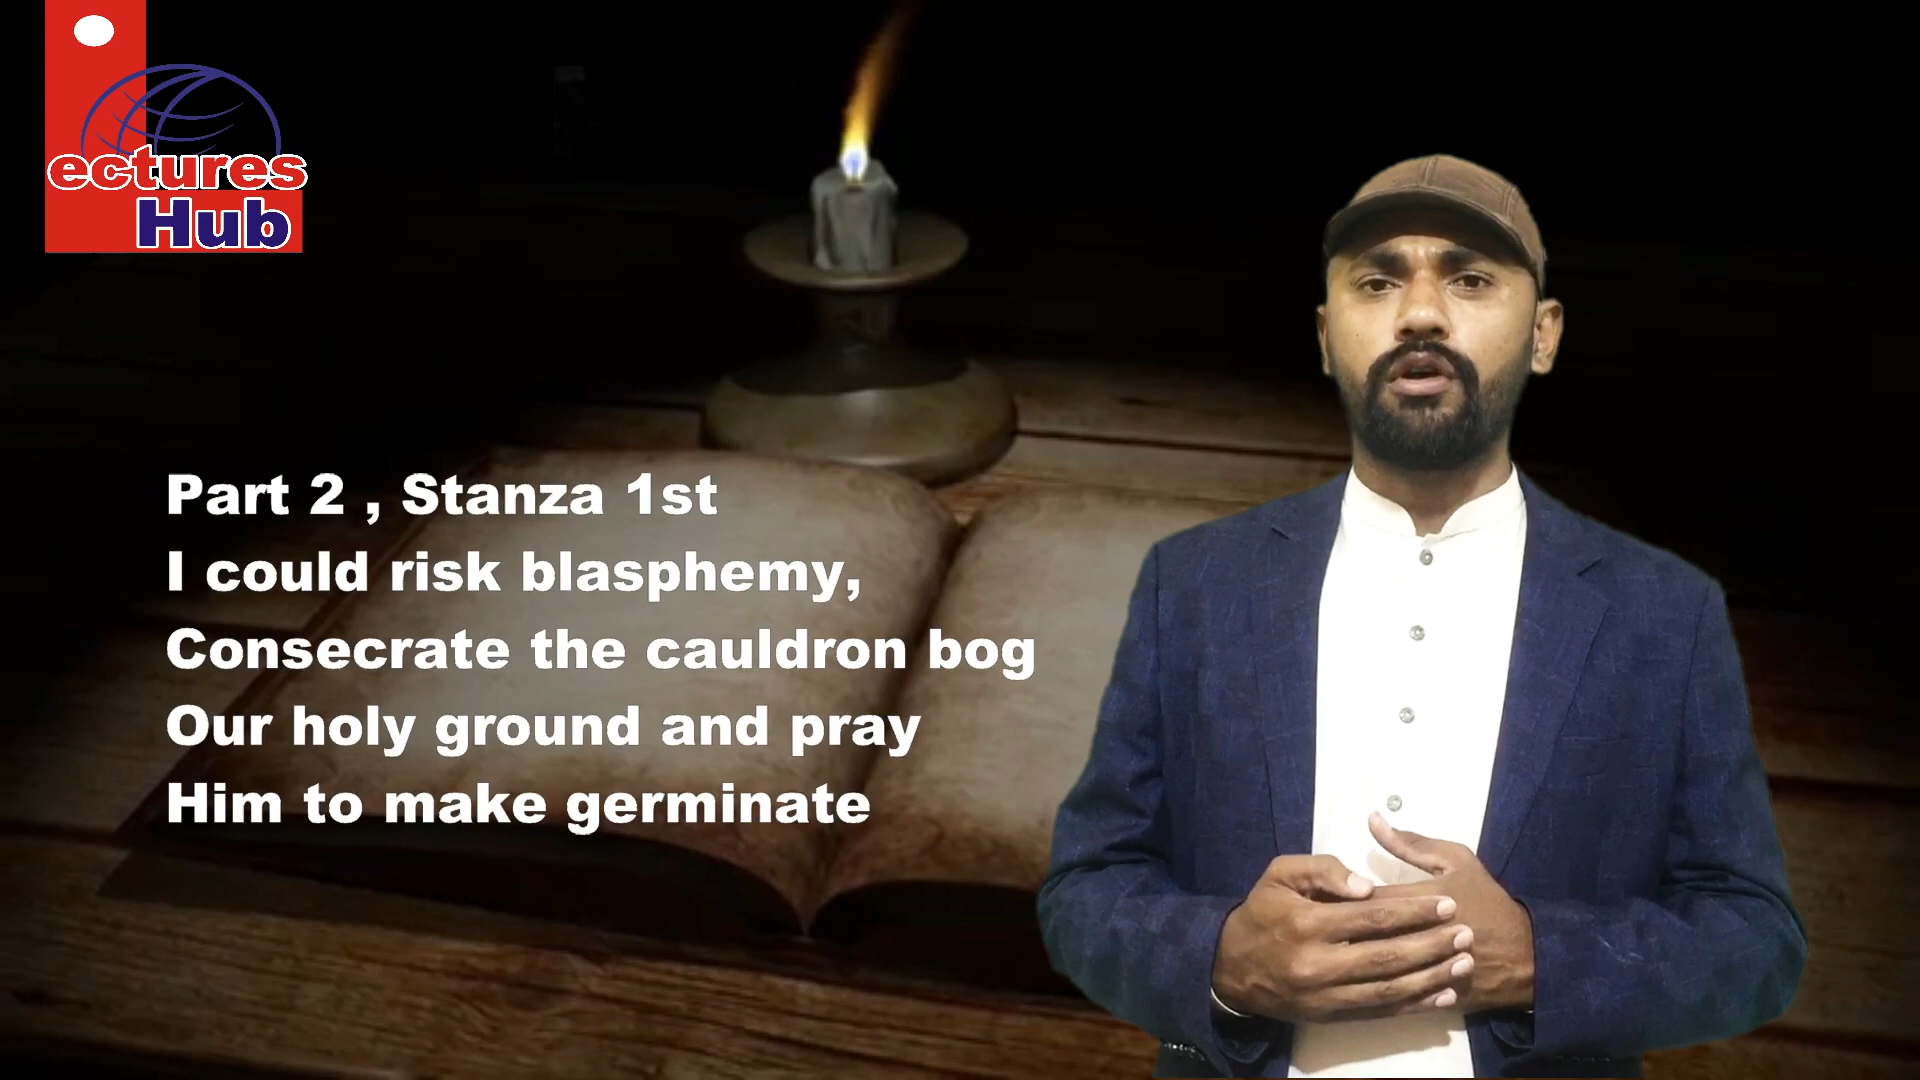 ectures
Hub
Part 2 , Stanza 1st
I could risk blasphemy,
Consecrate the cauldron bog
Our holy ground and pray
Him to make germinate